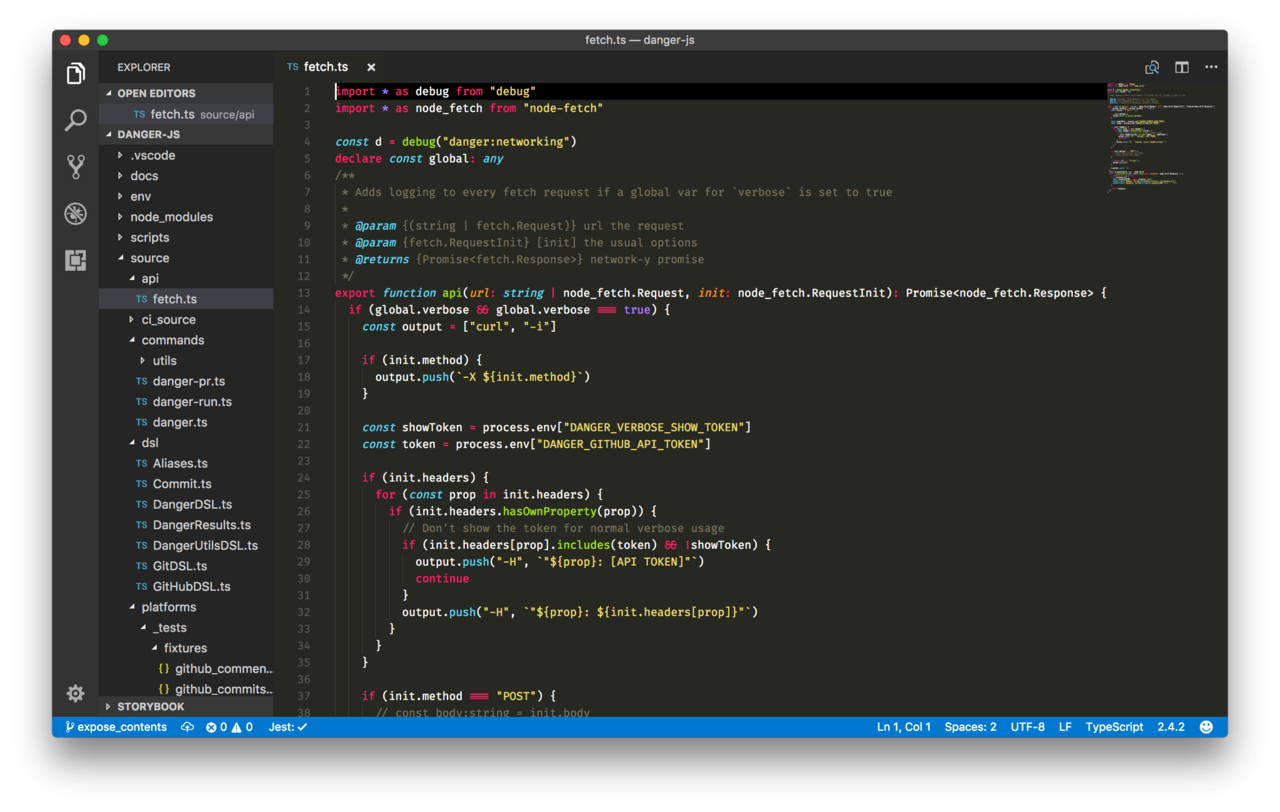 fetch.ts — danger-js
EXPLORER
OPEN EDITORS
TS fetch.ts source/api
DANGER-JS
.vscode
docs
env
node_modules
scripts
source
api
TS fetch.ts
ci_source
commands
utils
TS danger-pr.ts
TS danger-run.ts
TS danger.ts
dsl
TS Aliases.ts
TS Commit.ts
TS DangerDSL.ts
TS DangerResults.ts
TS DangerUtilsDSL.ts
TS GitDSL.ts
TS GitHubDSL.ts
platforms
_tests
fixtures
{} github_commen...
{} github_commits...
STORYBOOK
TS fetch.ts ×
1 import * as debug from "debug"
2 import * as node_fetch from "node-fetch"
3
4 const d = debug("danger:networking")
5 declare const global: any
6 /**
7 * Adds logging to every fetch request if a global var for `verbose` is set to true
8 *
9 * @param {(string | fetch.Request)} url the request
10 * @param {fetch.RequestInit} [init] the usual options
11 * @returns {Promise<fetch.Response>} network-y promise
12 */
13 export function api(url: string | node_fetch.Request, init: node_fetch.RequestInit): Promise<node_fetch.Response> {
14 if (global.verbose && global.verbose === true) {
15 const output = ["curl", "-i"]
16
17 if (init.method) {
18 output.push(`-X ${init.method}`)
19 }
20
21 const showToken = process.env["DANGER_VERBOSE_SHOW_TOKEN"]
22 const token = process.env["DANGER_GITHUB_API_TOKEN"]
23
24 if (init.headers) {
25 for (const prop in init.headers) {
26 if (init.headers.hasOwnProperty(prop)) {
27 // Don't show the token for normal verbose usage
28 if (init.headers[prop].includes(token) && !showToken) {
29 output.push("-H", `"${prop}: [API TOKEN]"`)
30 continue
31 }
32 output.push("-H", `"${prop}: ${init.headers[prop]}"`)
33 }
34 }
35 }
36
37 if (init.method === "POST") {
38 // const body:string = init.body
expose_contents 0 0 Jest: ✓ Ln 1, Col 1 Spaces: 2 UTF-8 LF TypeScript 2.4.2